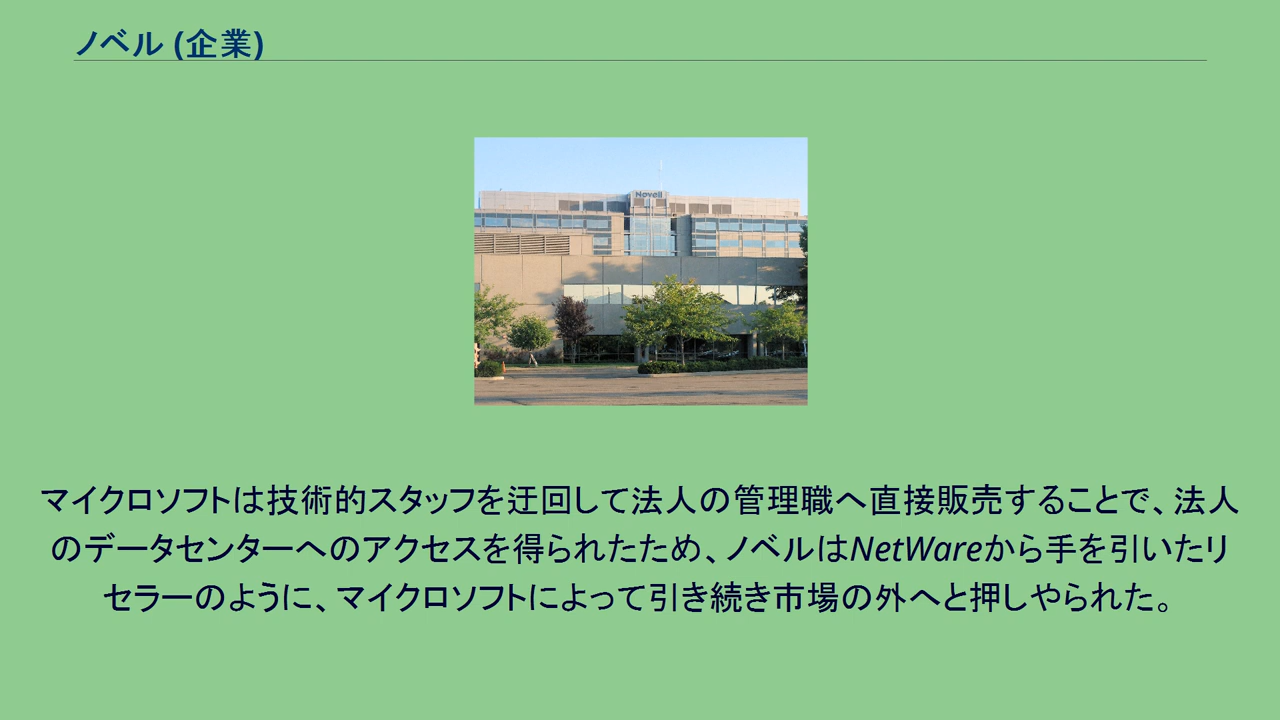 ノベル (企業)
Novell
マイクロソフトは技術的スタッフを迂回して法人の管理職へ直接販売することで、法人
のデータセンターへのアクセスを得られたため、ノベルはNetWareから手を引いたリ
セラーのように、マイクロソフトによって引き続き市場の外へと押しやられた。